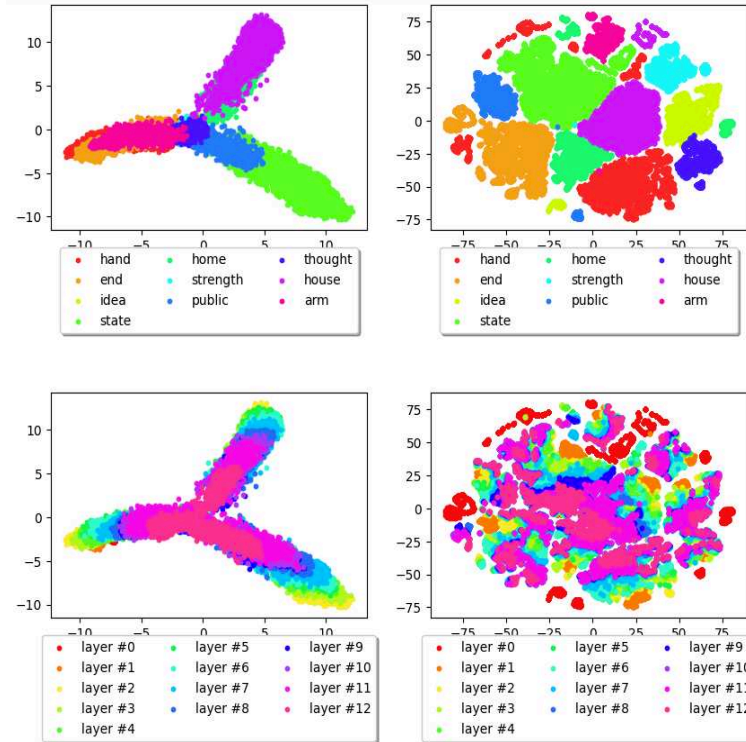 10
5
0
−5
−10
−10 −5 0 5 10
hand home thought
end strength house
idea public arm
state
75
50
25
0
−25
−50
−75
−75 −50 −25 0 25 50 75
hand home thought
end strength house
idea public arm
state
10
5
0
−5
−10
−10 −5 0 5 10
layer #0 layer #5 layer #9
layer #1 layer #6 layer #10
layer #2 layer #7 layer #11
layer #3 layer #8 layer #12
layer #4
75
50
25
0
−25
−50
−75
−75 −50 −25 0 25 50 75
layer #0 layer #5 layer #9
layer #1 layer #6 layer #10
layer #2 layer #7 layer #11
layer #3 layer #8 layer #12
layer #4